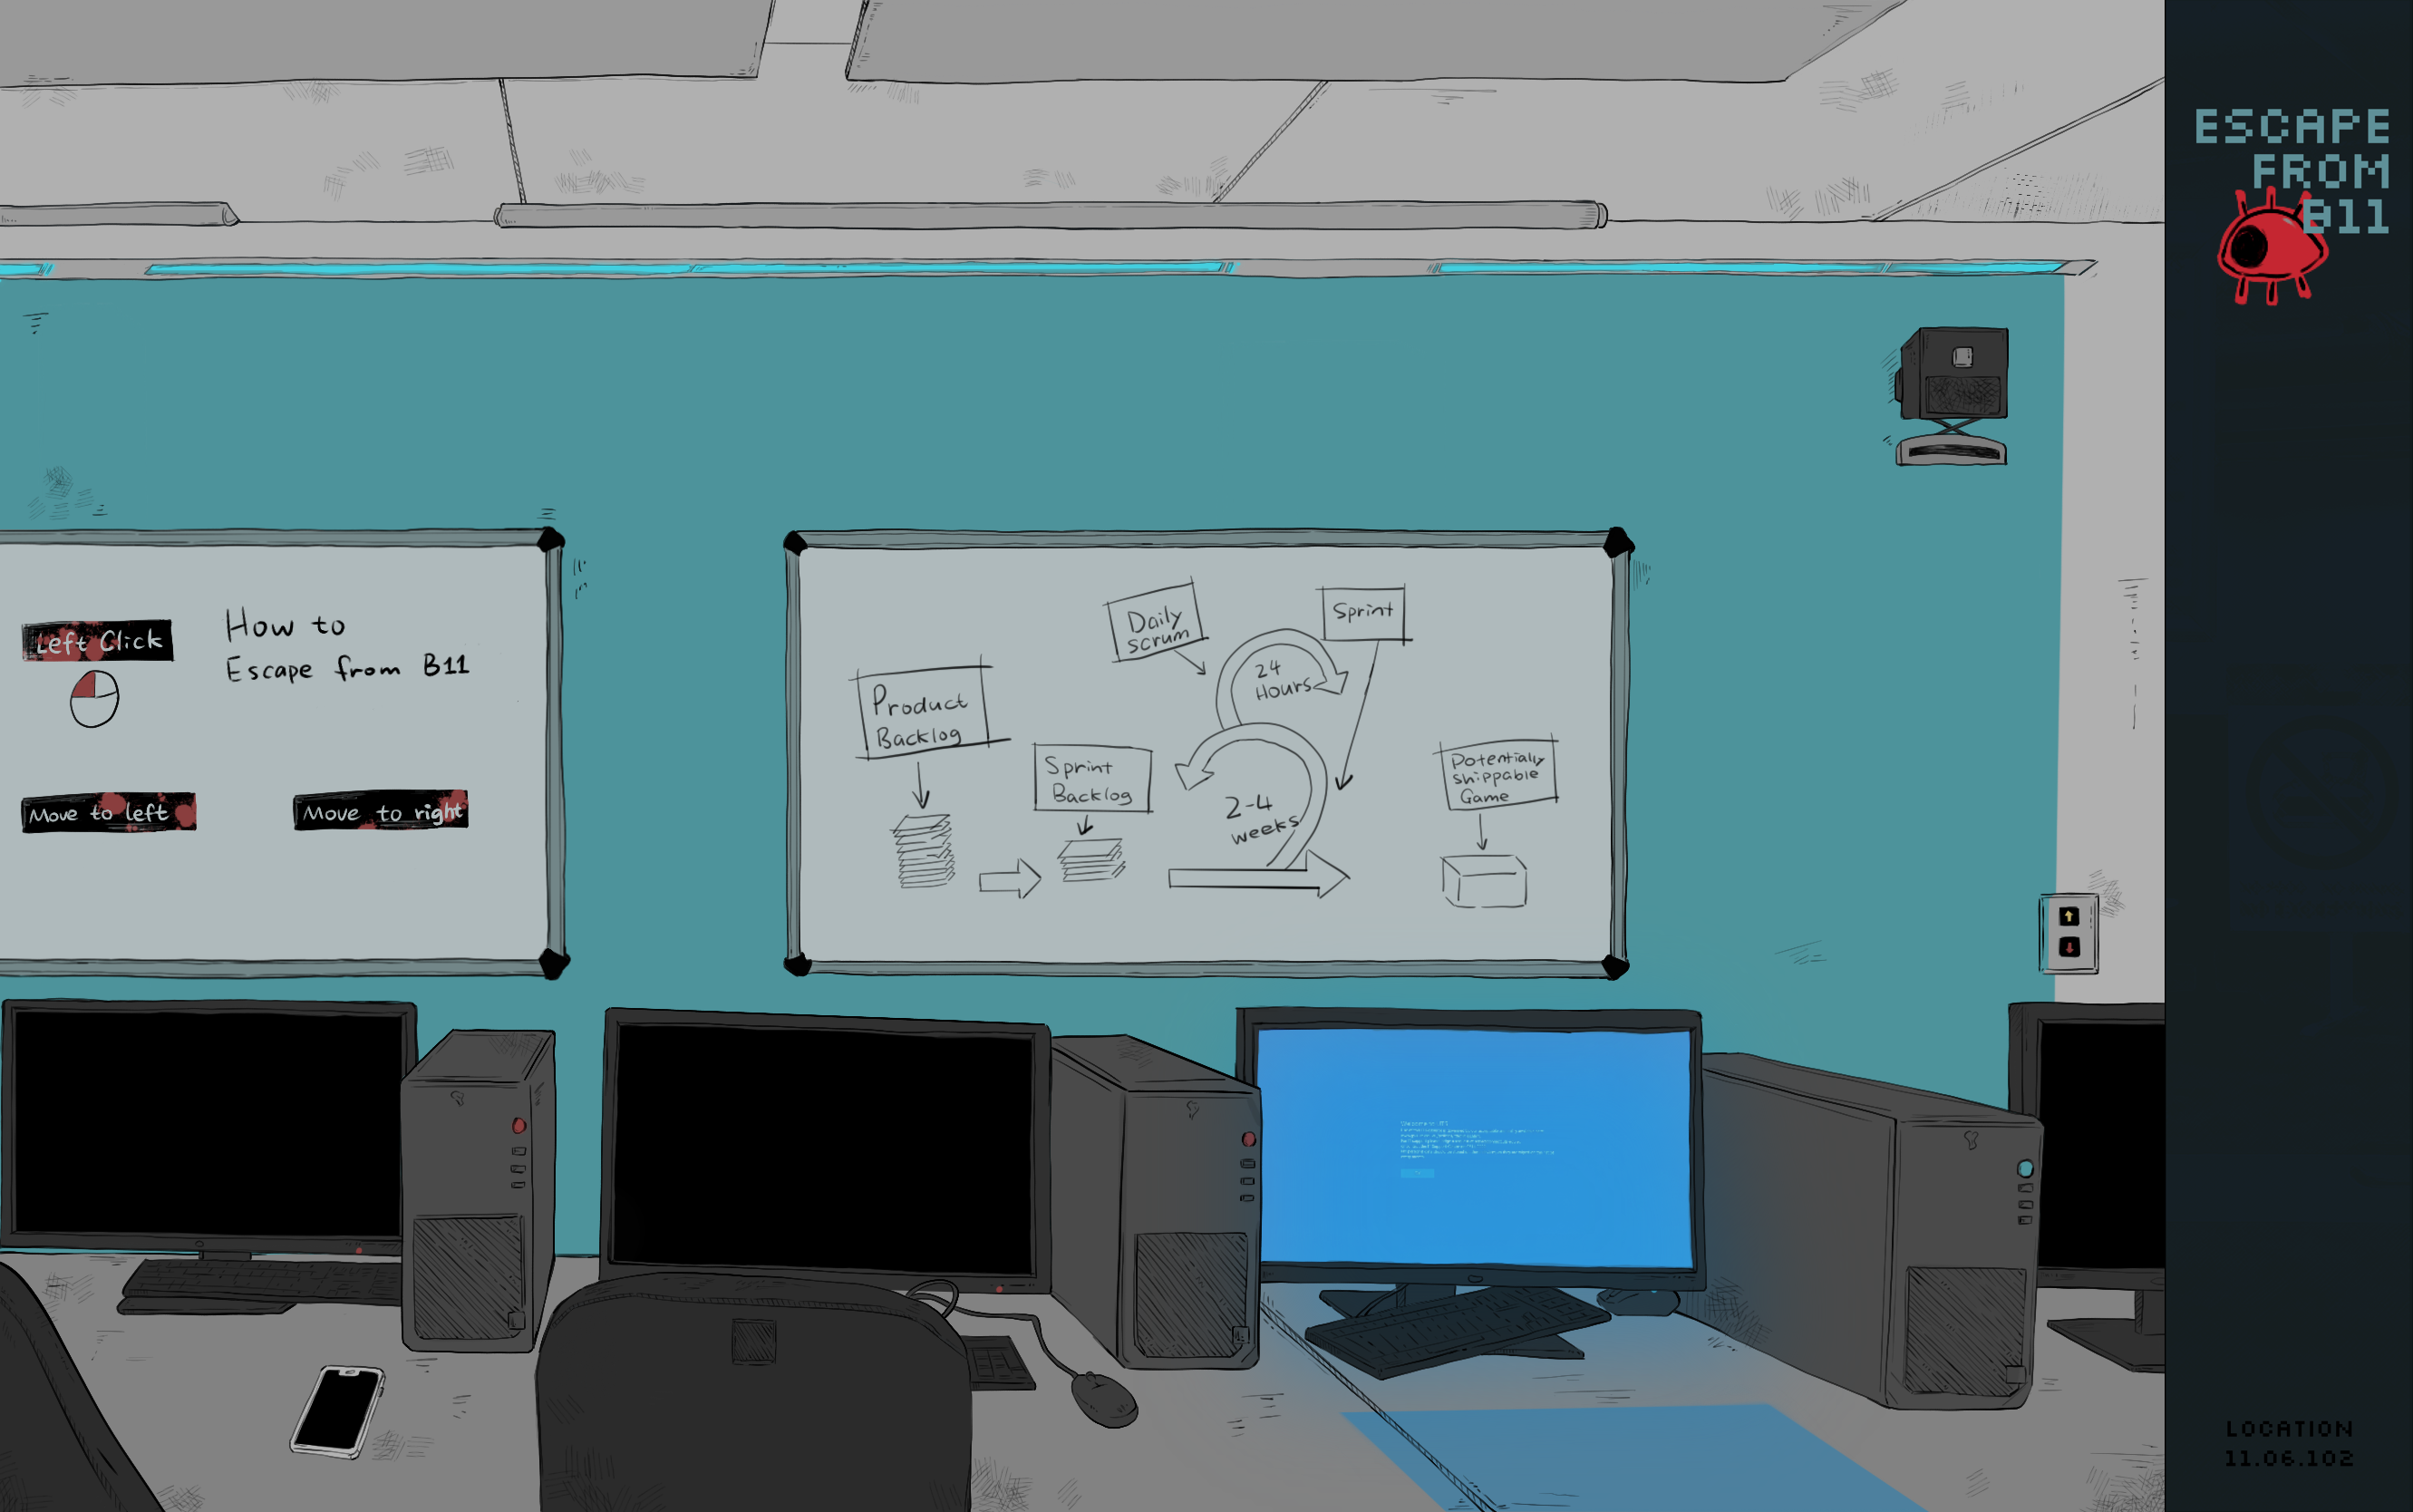 Left Click
How to
Escape from B11
Move to left
Move to right
Daily
scrum
Sprint
24
Hours
Product
Backlog
Sprint
Backlog
2-4
weeks
Potentially
shippable
Game
ESCAPE
FROM
B11
LOCATION
11.06.102